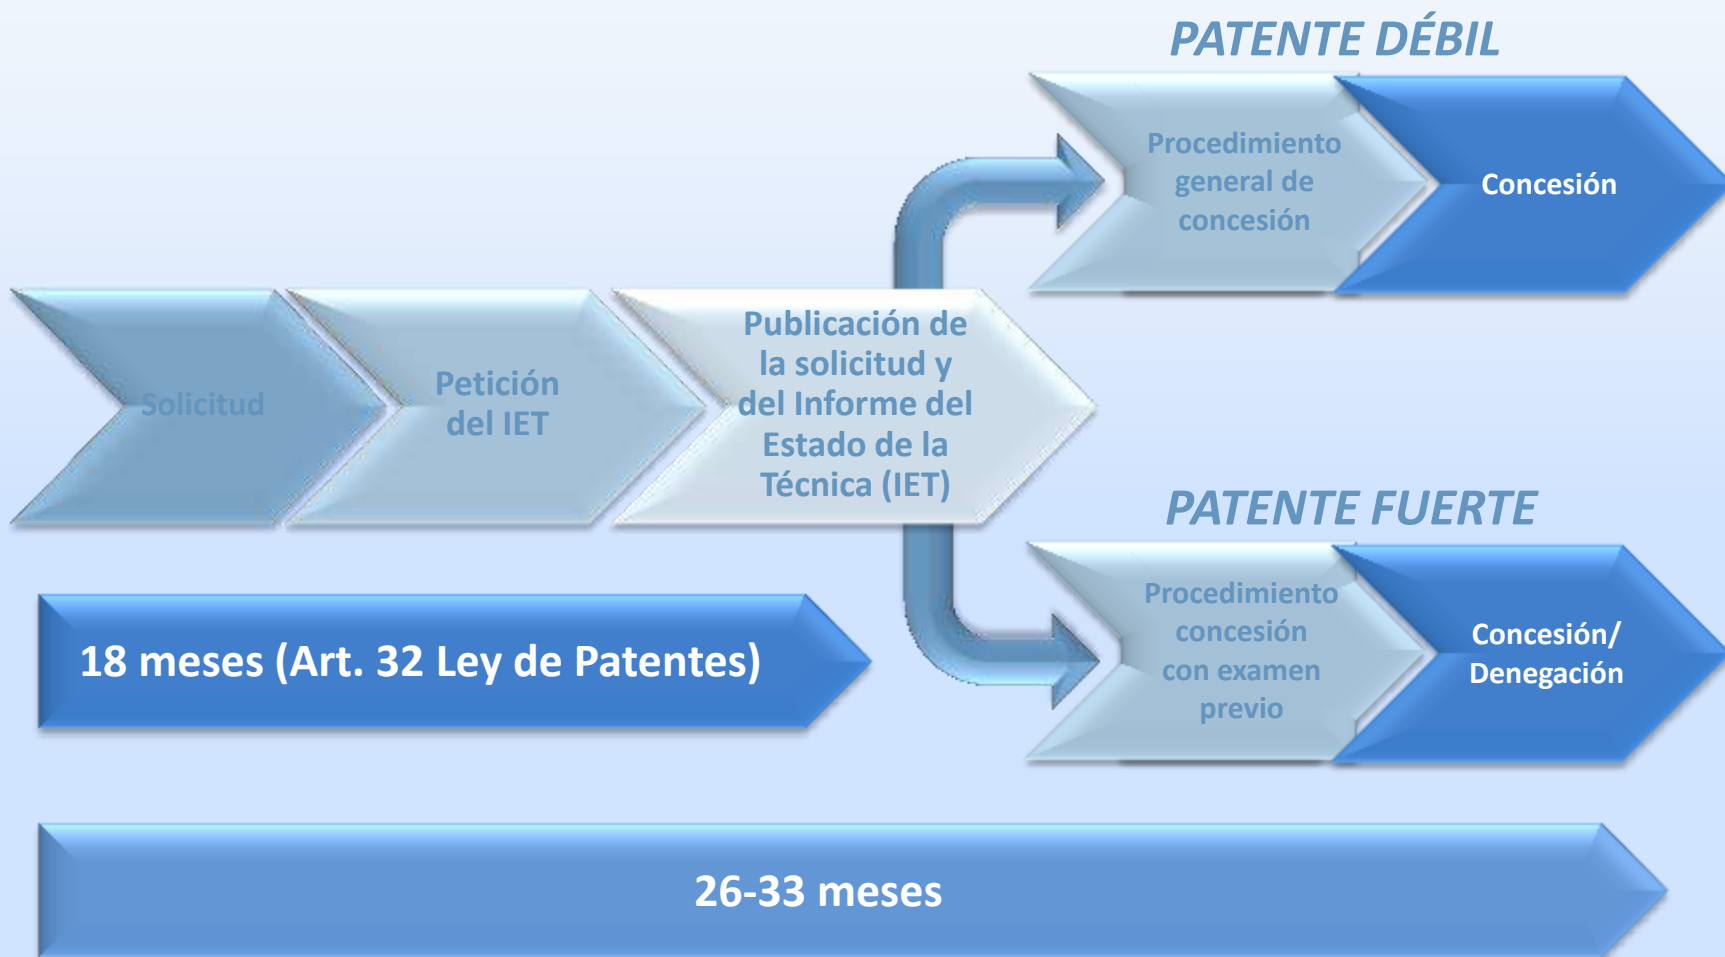 PATENTE DÉBIL
Procedimiento
general de
concesión
Concesión
Solicitud
Petición
del IET
Publicación de
la solicitud y
del Informe del
Estado de la
Técnica (IET)
PATENTE FUERTE
Procedimiento
concesión
con examen
previo
Concesión/
Denegación
18 meses (Art. 32 Ley de Patentes)
26-33 meses